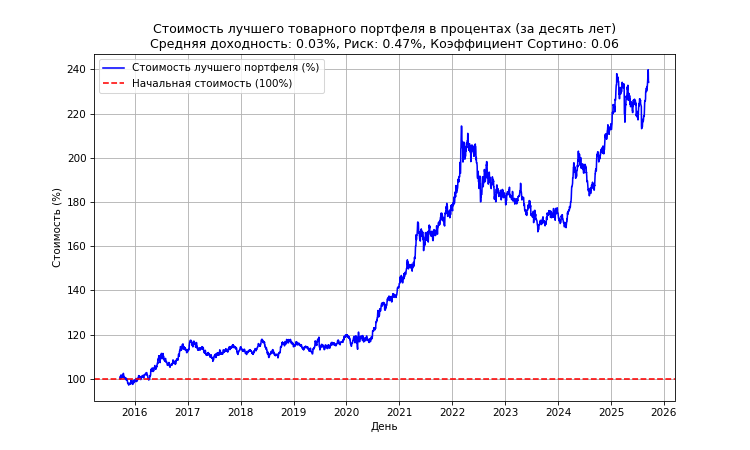 Стоимость лучшего товарного портфеля в процентах (за десять лет)
Средняя доходность: 0.03%, Риск: 0.47%, Коэффициент Сортино: 0.06
Стоимость лучшего портфеля (%)
Начальная стоимость (100%)
Стоимость (%)
240
220
200
180
160
140
120
100
2016 2017 2018 2019 2020 2021 2022 2023 2024 2025 2026
День